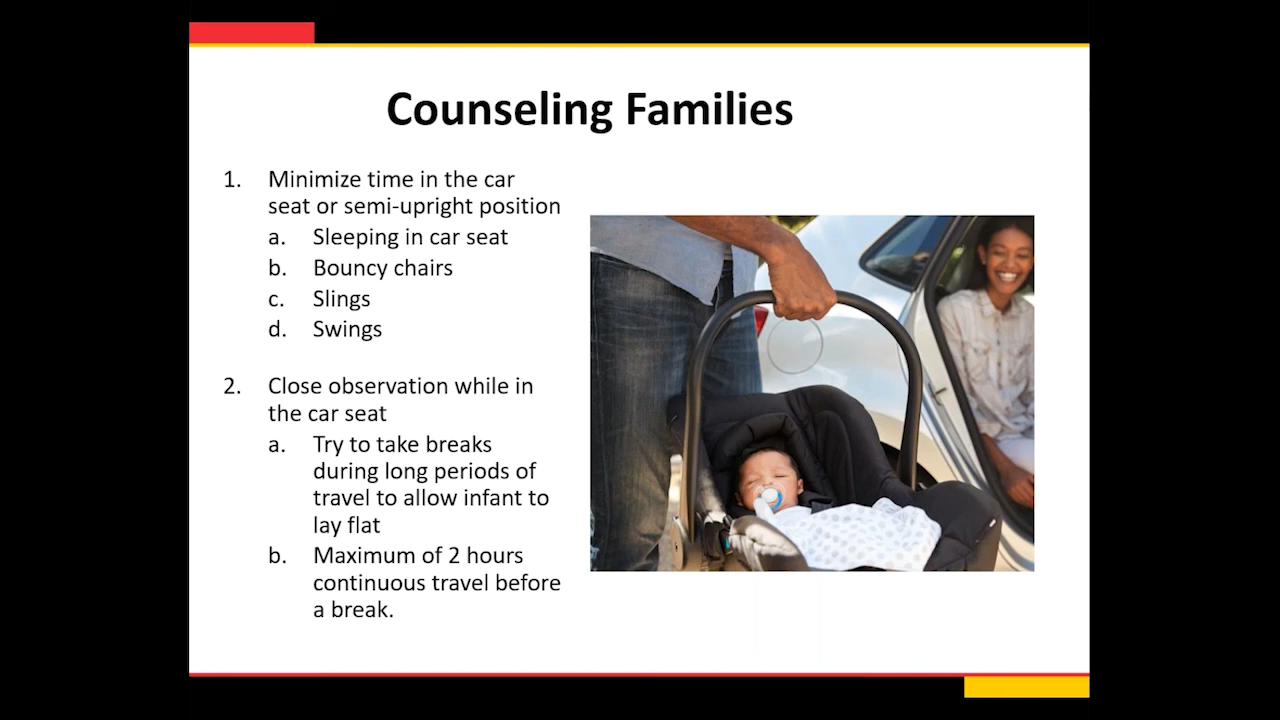 Counseling Families
1. Minimize time in the car
seat or semi-upright position
a. Sleeping in car seat
b. Bouncy chairs
c. Slings
d. Swings
2. Close observation while in
the car seat
a. Try to take breaks
during long periods of
travel to allow infant to
lay flat
b. Maximum of 2 hours
continuous travel before
a break.